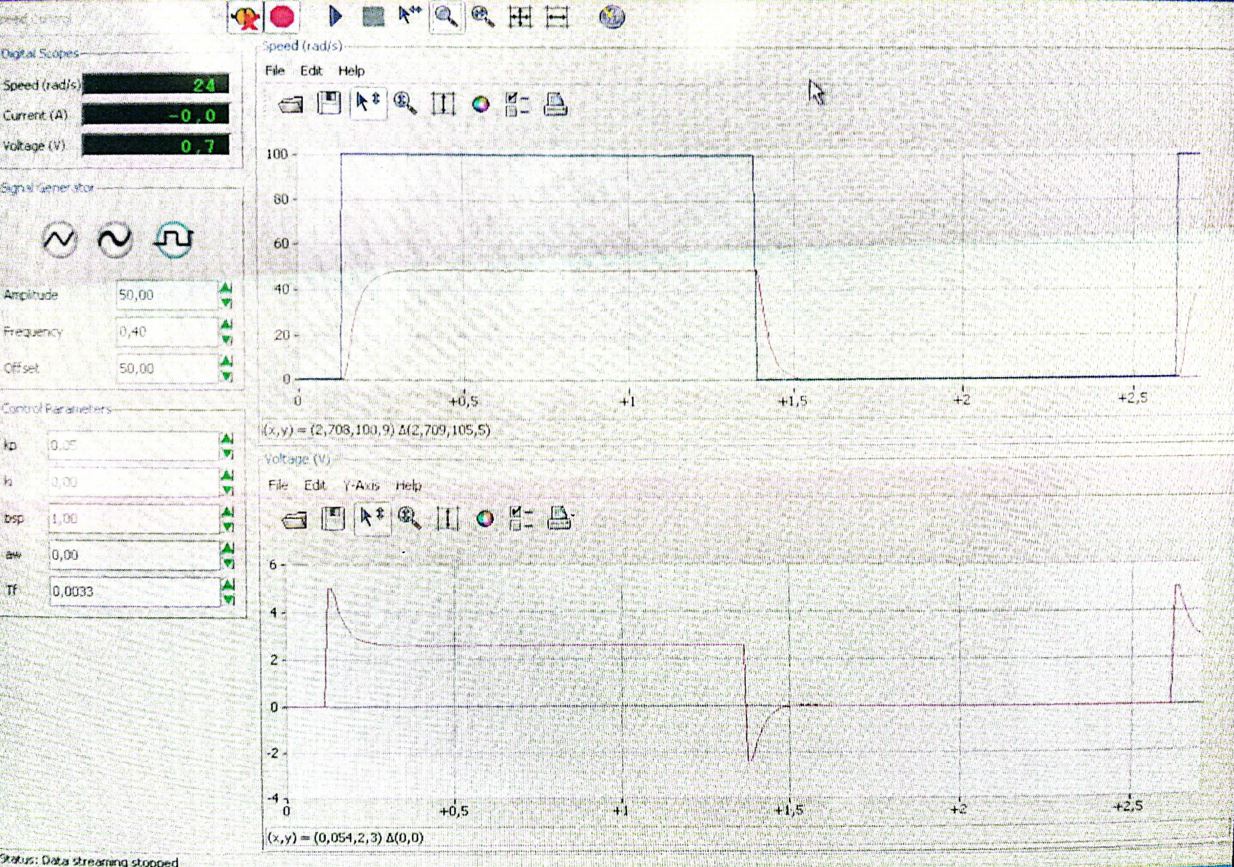 Speed Control
Digital Scopes
Speed (rad/s) 24
Current (A) -0,0
Voltage (V) 0,7
Signal Generator
Amplitude 50,00
Frequency 0,40
Offset 50,00
Control Parameters
kp 0,05
ki 0,00
bsp 1,00
aw 0,00
Tf 0,0033
Speed (rad/s)
File Edit Help
100
80
60
40
20
0
0 +0,5 +1 +1,5 +2 +2,5
(x,y) = (2,708,100,9) Δ(2,709,105,5)
Voltage (V)
File Edit Y-Axis Help
6
4
2
0
-2
-4
0 +0,5 +1 +1,5 +2 +2,5
(x,y) = (0,054,2,3) Δ(0,0)
Status: Data streaming stopped